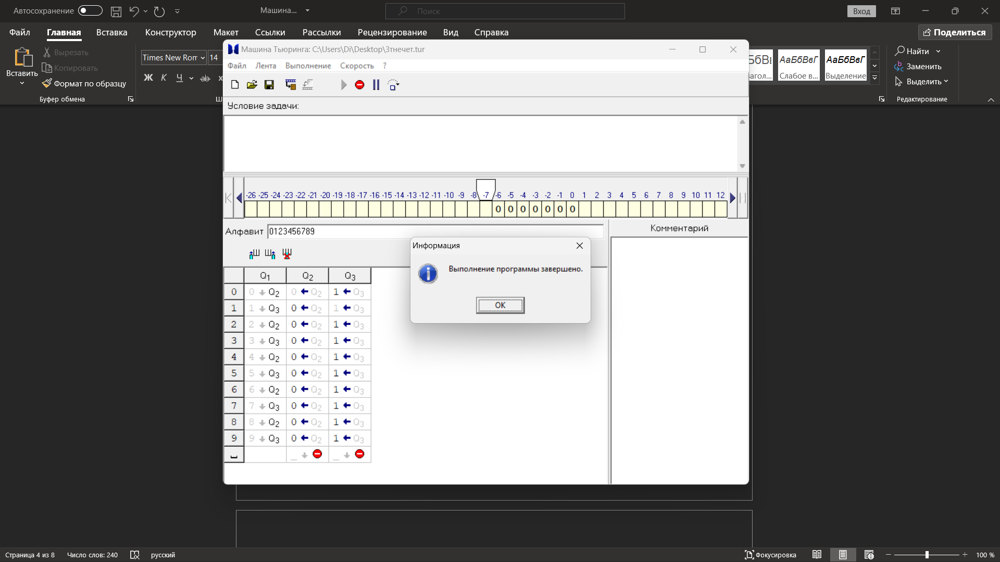 Автосохранение
Машина...
Поиск
Вход
Файл Главная Вставка Конструктор Макет Ссылки Рассылки Рецензирование Вид Справка
Поделиться
Вставить
Вырезать
Копировать
Формат по образцу
Буфер обмена
Times New Ron 14
Ж К Ч ab x
Ш
БбВ АаБбВвГ АаБбВвГ
агол... Слабое в... Выделение
Найти
Заменить
Выделить
Редактирование
Машина Тьюринга: C:\Users\Di\Desktop\3тнечет.tur
Файл Лента Выполнение Скорость ?
Условие задачи:
-26 -25 -24 -23 -22 -21 -20 -19 -18 -17 -16 -15 -14 -13 -12 -11 -10 -9 -8 -7 -6 -5 -4 -3 -2 -1 0 1 2 3 4 5 6 7 8 9 10 11 12
0 0 0 0 0 0 0
Алфавит 0123456789
Комментарий
Информация
Выполнение программы завершено.
OK
Q1 Q2 Q3
0 0 Q2 0 Q2 1 Q3
1 1 Q3 0 Q2 1 Q3
2 2 Q2 0 Q2 1 Q3
3 3 Q3 0 Q2 1 Q3
4 4 Q2 0 Q2 1 Q3
5 5 Q3 0 Q2 1 Q3
6 6 Q2 0 Q2 1 Q3
7 7 Q3 0 Q2 1 Q3
8 8 Q2 0 Q2 1 Q3
9 9 Q3 0 Q2 1 Q3
_ _
Страница 4 из 8 Число слов: 240 русский
Фокусировка
100 %